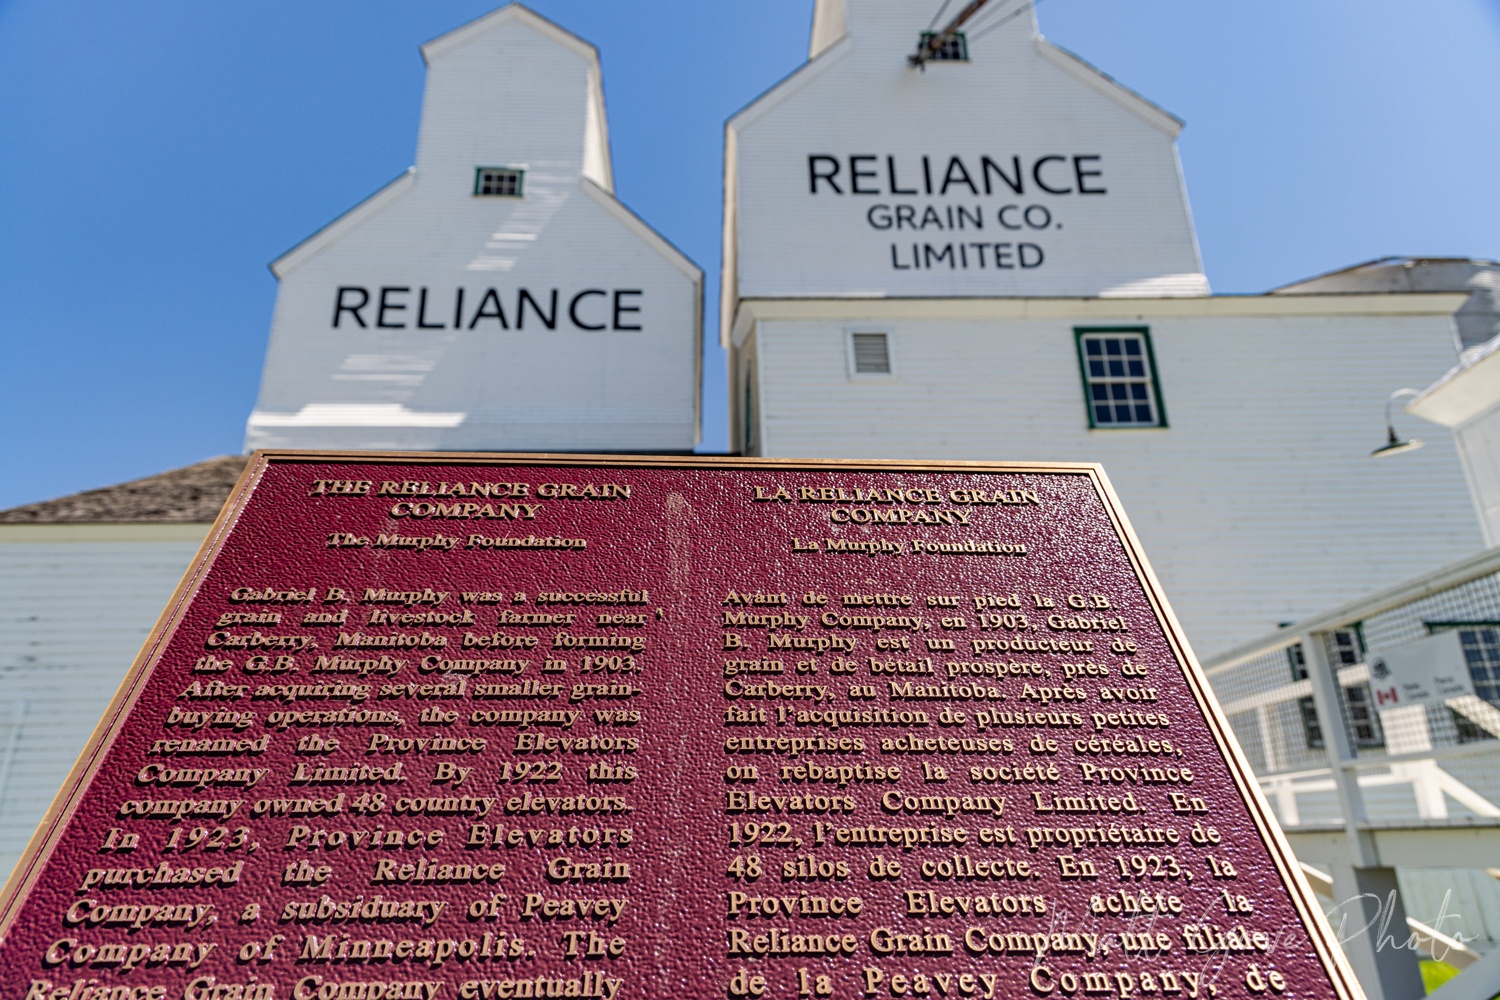 RELIANCE
RELIANCE
GRAIN CO.
LIMITED
THE RELIANCE GRAIN
COMPANY
The Murphy Foundation
Gabriel B. Murphy was a successful
grain and livestock farmer near
Carberry, Manitoba before forming
the G.B. Murphy Company in 1903.
After acquiring several smaller grain-
buying operations, the company was
renamed the Province Elevators
Company Limited. By 1922 this
company owned 48 country elevators.
In 1923, Province Elevators
purchased the Reliance Grain
Company, a subsidiary of Peavey
Company of Minneapolis. The
Reliance Grain Company eventually
LA RELIANCE GRAIN
COMPANY
La Murphy Foundation
Avant de mettre sur pied la G.B.
Murphy Company, en 1903, Gabriel
B. Murphy est un producteur de
grain et de bétail prospère, près de
Carberry, au Manitoba. Après avoir
fait l'acquisition de plusieurs petites
entreprises acheteuses de céréales,
on rebaptise la société Province
Elevators Company Limited. En
1922, l'entreprise est propriétaire de
48 silos de collecte. En 1923, la
Province Elevators achète la
Reliance Grain Company, une filiale
de la Peavey Company, de
Photo